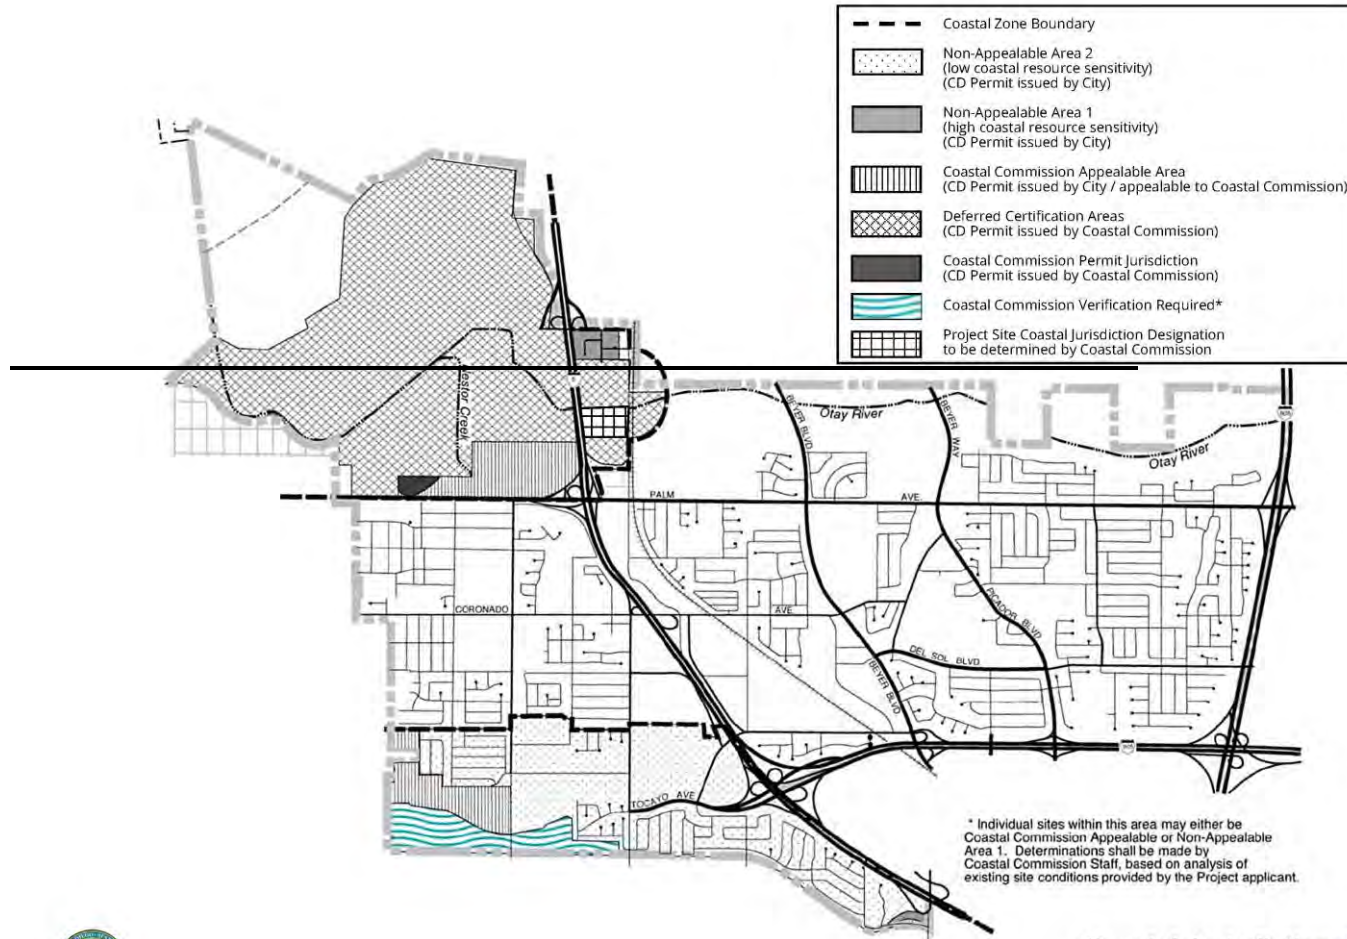 Coastal Zone Boundary
Non-Appealable Area 2
(low coastal resource sensitivity)
(CD Permit issued by City)
Non-Appealable Area 1
(high coastal resource sensitivity)
(CD Permit issued by City)
Coastal Commission Appealable Area
(CD Permit issued by City / appealable to Coastal Commission)
Deferred Certification Areas
(CD Permit issued by Coastal Commission)
Coastal Commission Permit Jurisdiction
(CD Permit issued by Coastal Commission)
Coastal Commission Verification Required*
Project Site Coastal Jurisdiction Designation
to be determined by Coastal Commission
Nestor Creek
BEYER BLVD.
Otay River
BEYER WAY
Otay River
PALM
AVE.
CORONADO
AVE.
PICADOR BLVD
DEL SOL BLVD
BEYER BLVD
TOCAYO AVE
* Individual sites within this area may either be
Coastal Commission Appealable or Non-Appealable
Area 1. Determinations shall be made by
Coastal Commission Staff, based on analysis of
existing site conditions provided by the Project applicant.